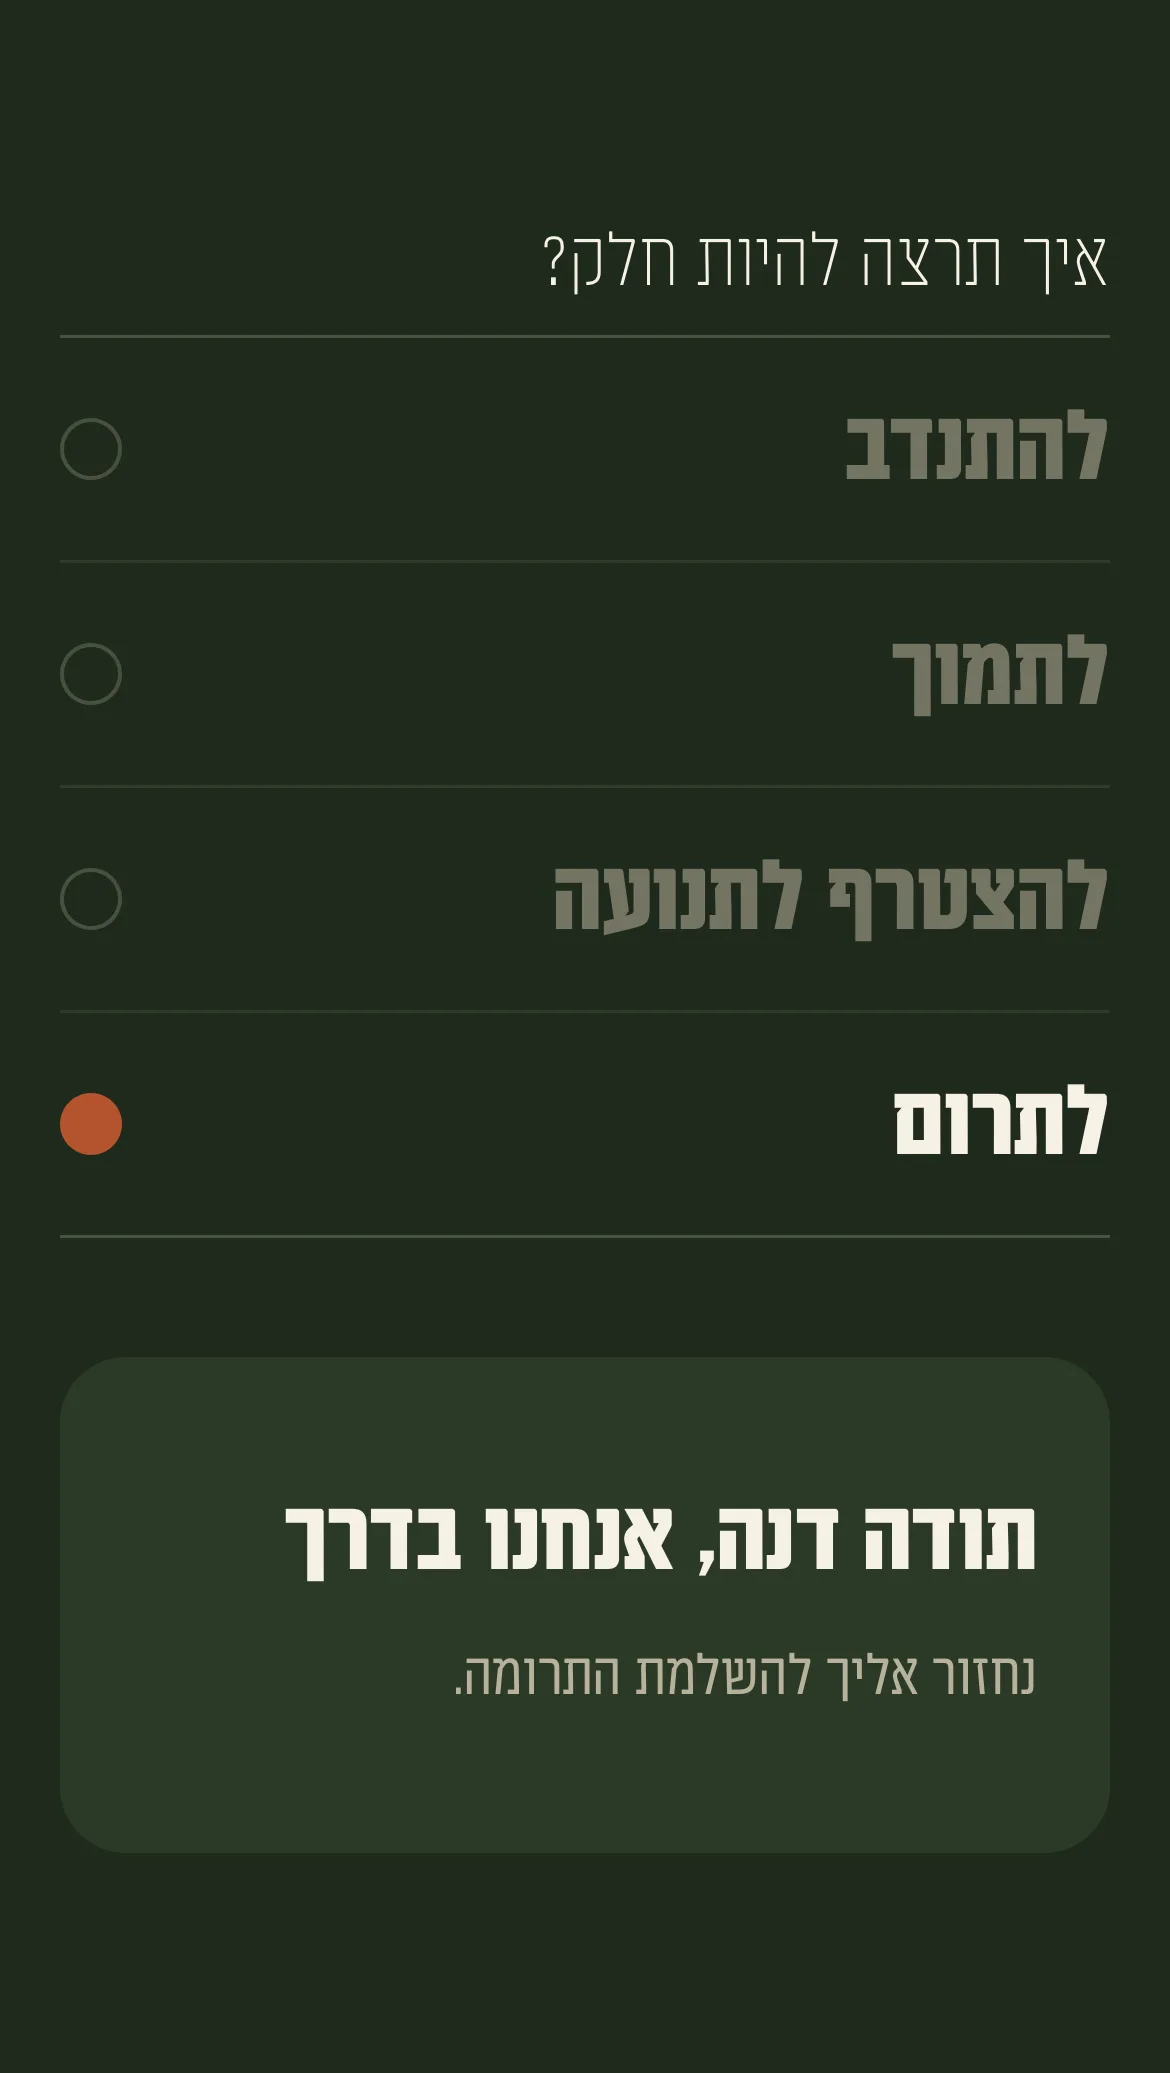 איך תרצה להיות חלק?
להתנדב
לתמוך
להצטרף לתנועה
לתרום
תודה דנה, אנחנו בדרך
נחזור אליך להשלמת התרומה.